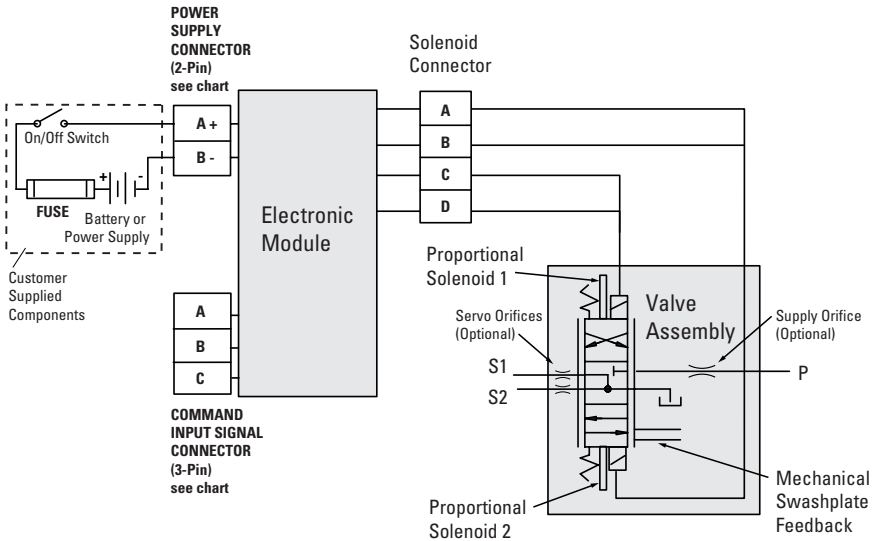 POWER
SUPPLY
CONNECTOR
(2-Pin)
see chart
Solenoid
Connector
A +
B -
On/Off Switch
+
-
FUSE
Battery or
Power Supply
Customer
Supplied
Components
Electronic
Module
A
B
C
D
A
B
C
COMMAND
INPUT SIGNAL
CONNECTOR
(3-Pin)
see chart
Proportional
Solenoid 1
Valve
Assembly
Servo Orifices
(Optional)
Supply Orifice
(Optional)
S1
S2
P
Proportional
Solenoid 2
Mechanical
Swashplate
Feedback